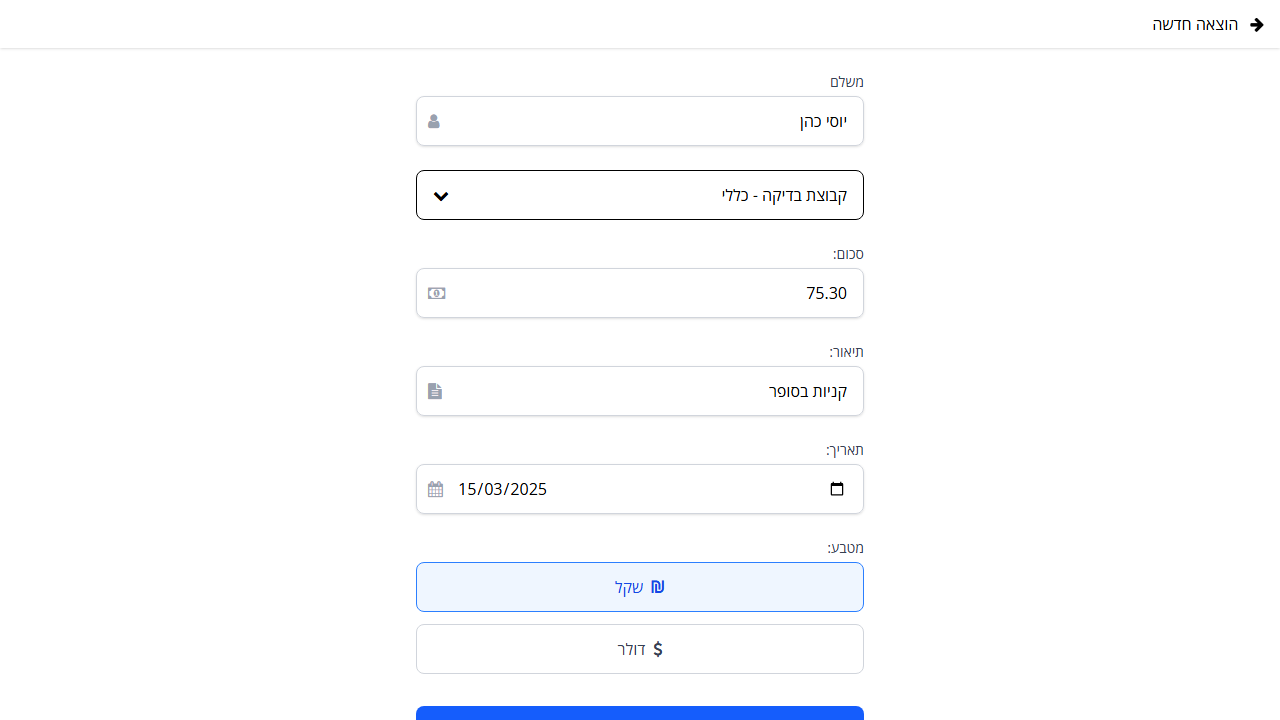 הוצאה חדשה
משלם
יוסי כהן
קבוצת בדיקה - כללי
סכום:
75.30
תיאור:
קניות בסופר
תאריך:
15/03/2025
מטבע:
₪ שקל
$ דולר